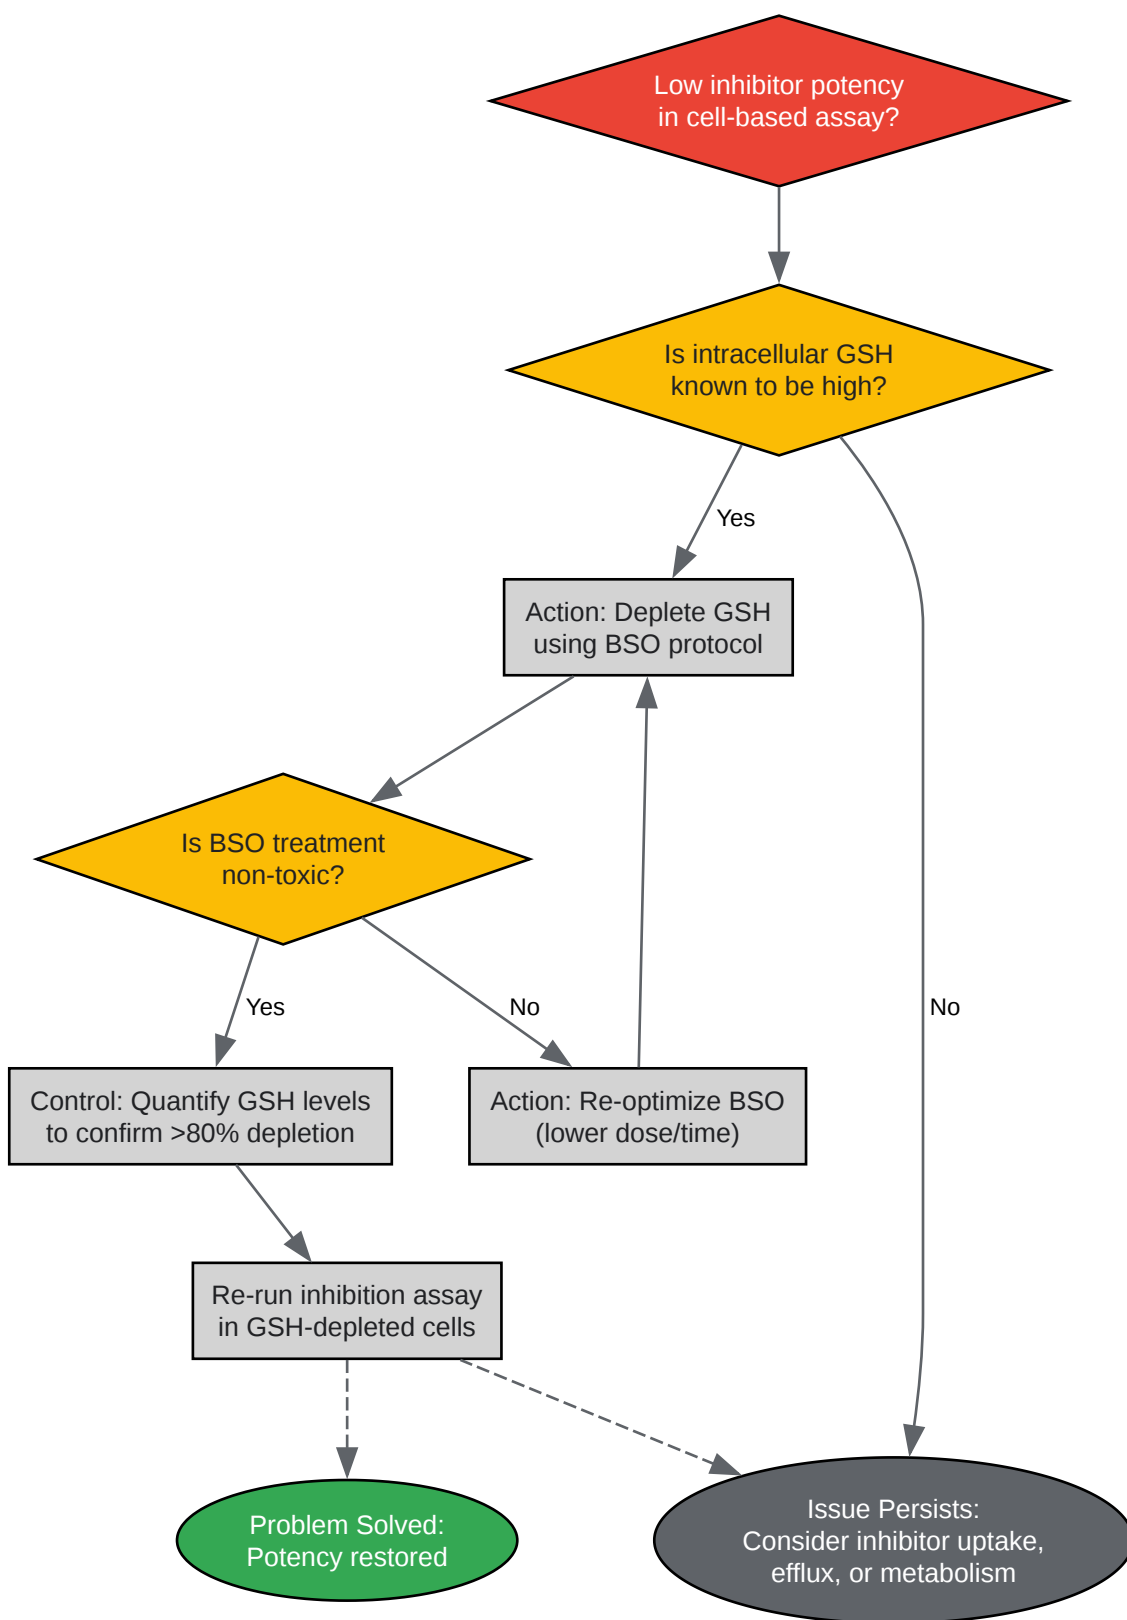 Low inhibitor potency
in cell-based assay?
Is intracellular GSH
known to be high?
Yes
Action: Deplete GSH
using BSO protocol
Is BSO treatment
non-toxic?
Yes
No
No
Control: Quantify GSH levels
to confirm >80% depletion
Action: Re-optimize BSO
(lower dose/time)
Re-run inhibition assay
in GSH-depleted cells
Problem Solved:
Potency restored
Issue Persists:
Consider inhibitor uptake,
efflux, or metabolism